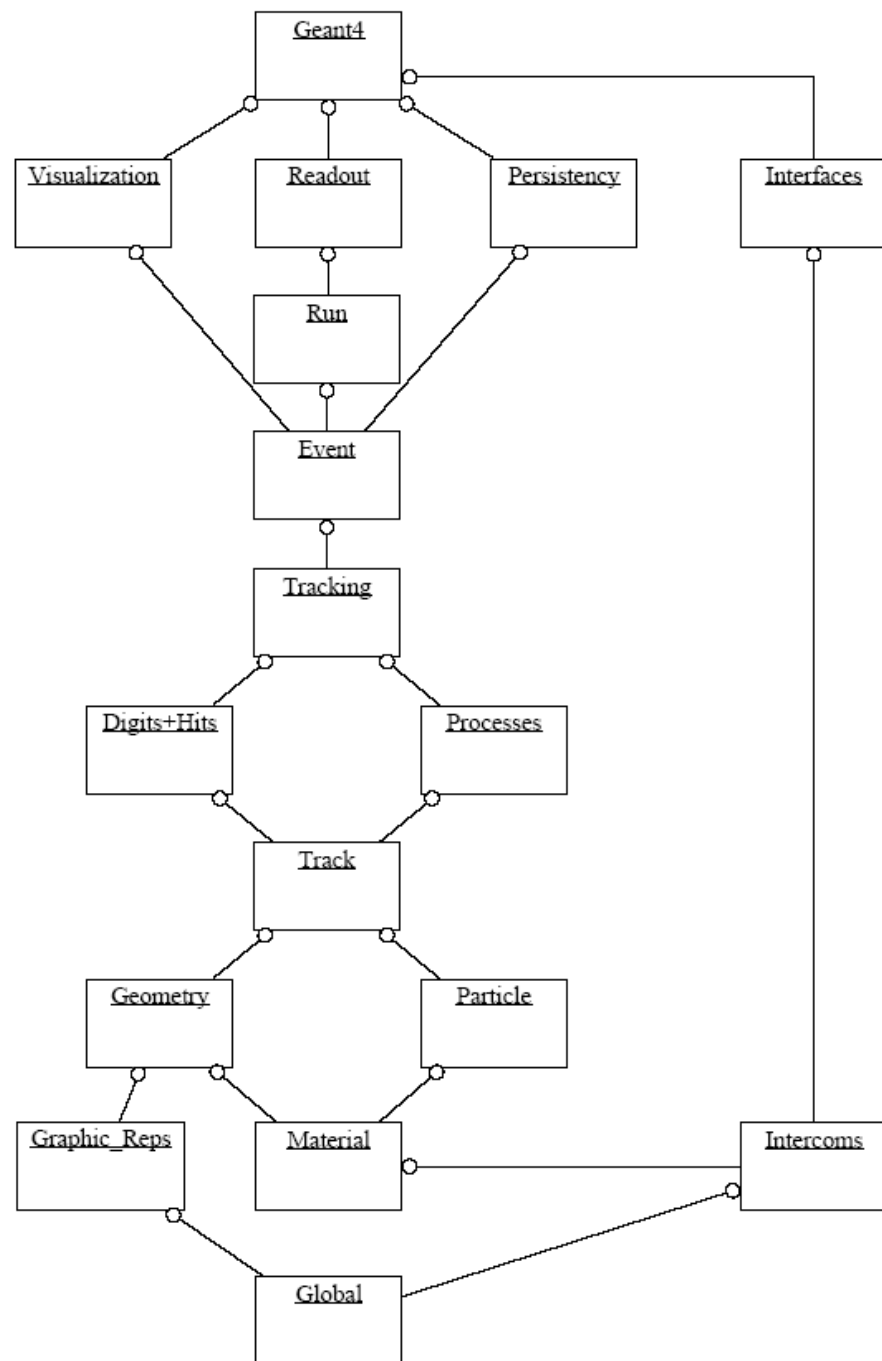 Geant4
Visualization
Readout
Persistency
Interfaces
Run
Event
Tracking
Digits+Hits
Processes
Track
Geometry
Particle
Graphic_Reps
Material
Intercoms
Global